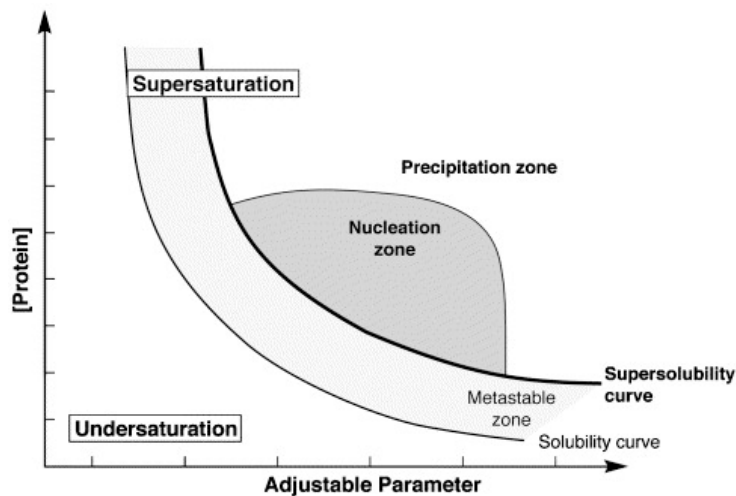 Supersaturation
Precipitation zone
Nucleation
zone
[Protein]
Supersolubility
curve
Metastable
zone
Undersaturation
Solubility curve
Adjustable Parameter